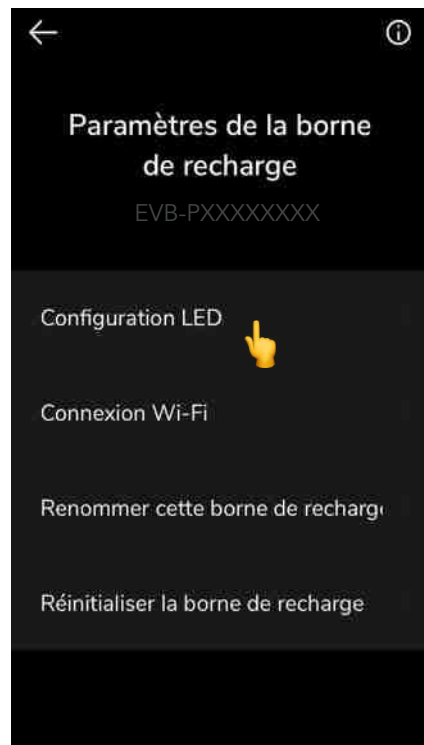 Paramètres de la borne
de recharge
EVB-PXXXXXXXX
Configuration LED
Connexion Wi-Fi
Renommer cette borne de recharg
Réinitialiser la borne de recharge